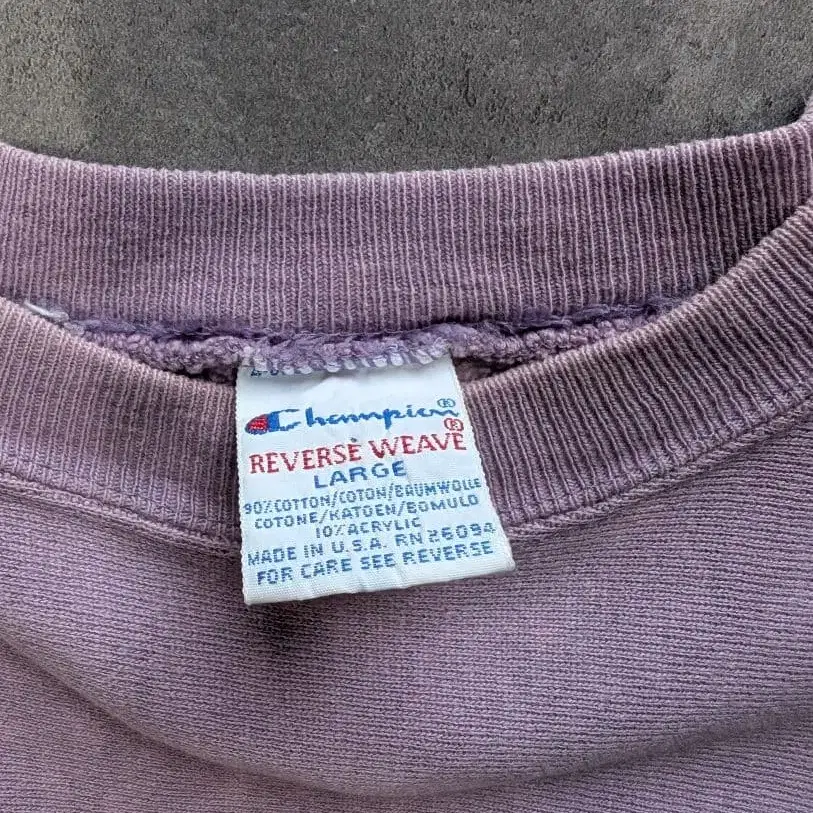 Champion®
REVERSE WEAVE®
LARGE
90%COTTON/COTON/BAUMWOLLE
COTONE/KATOEN/BOMULD
10%ACRYLIC
MADE IN U.S.A. RN 26094
FOR CARE SEE REVERSE